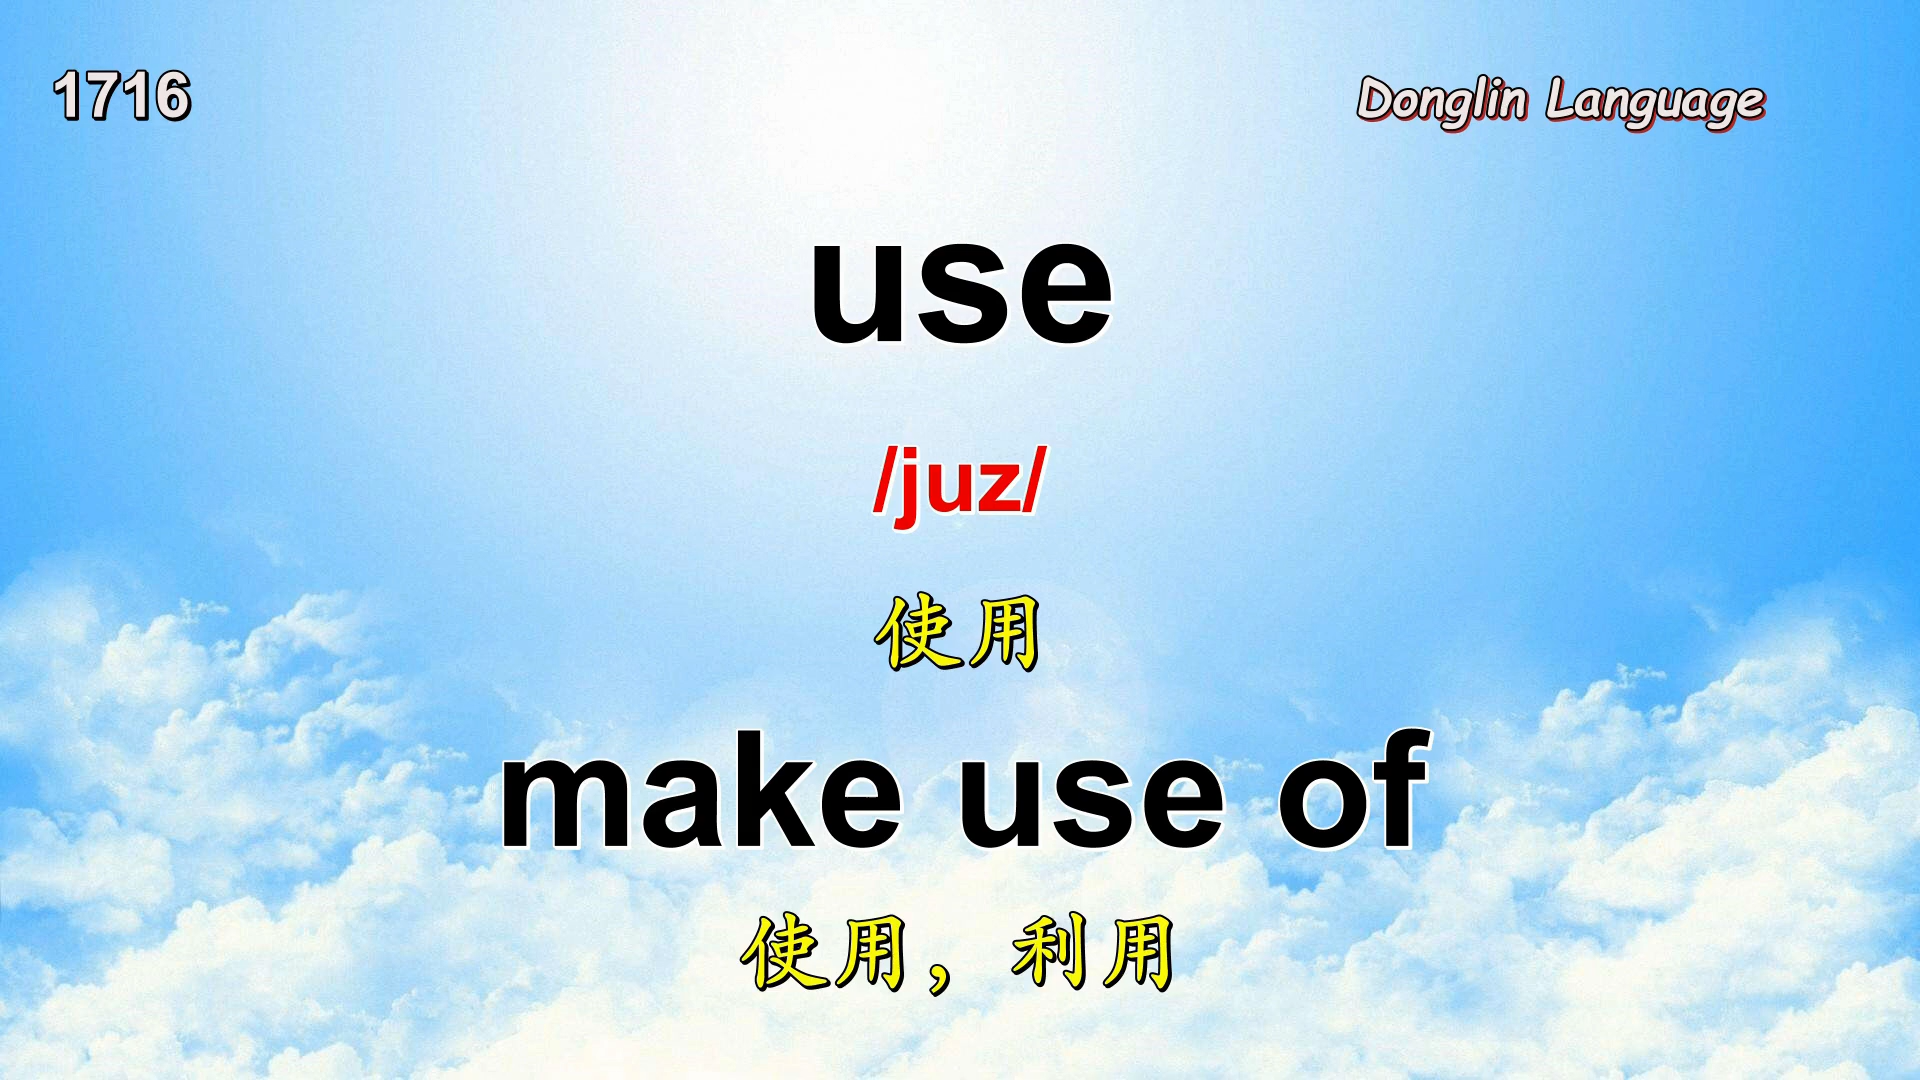 1716
Donglin Language
use
/juz/
使用
make use of
使用，利用